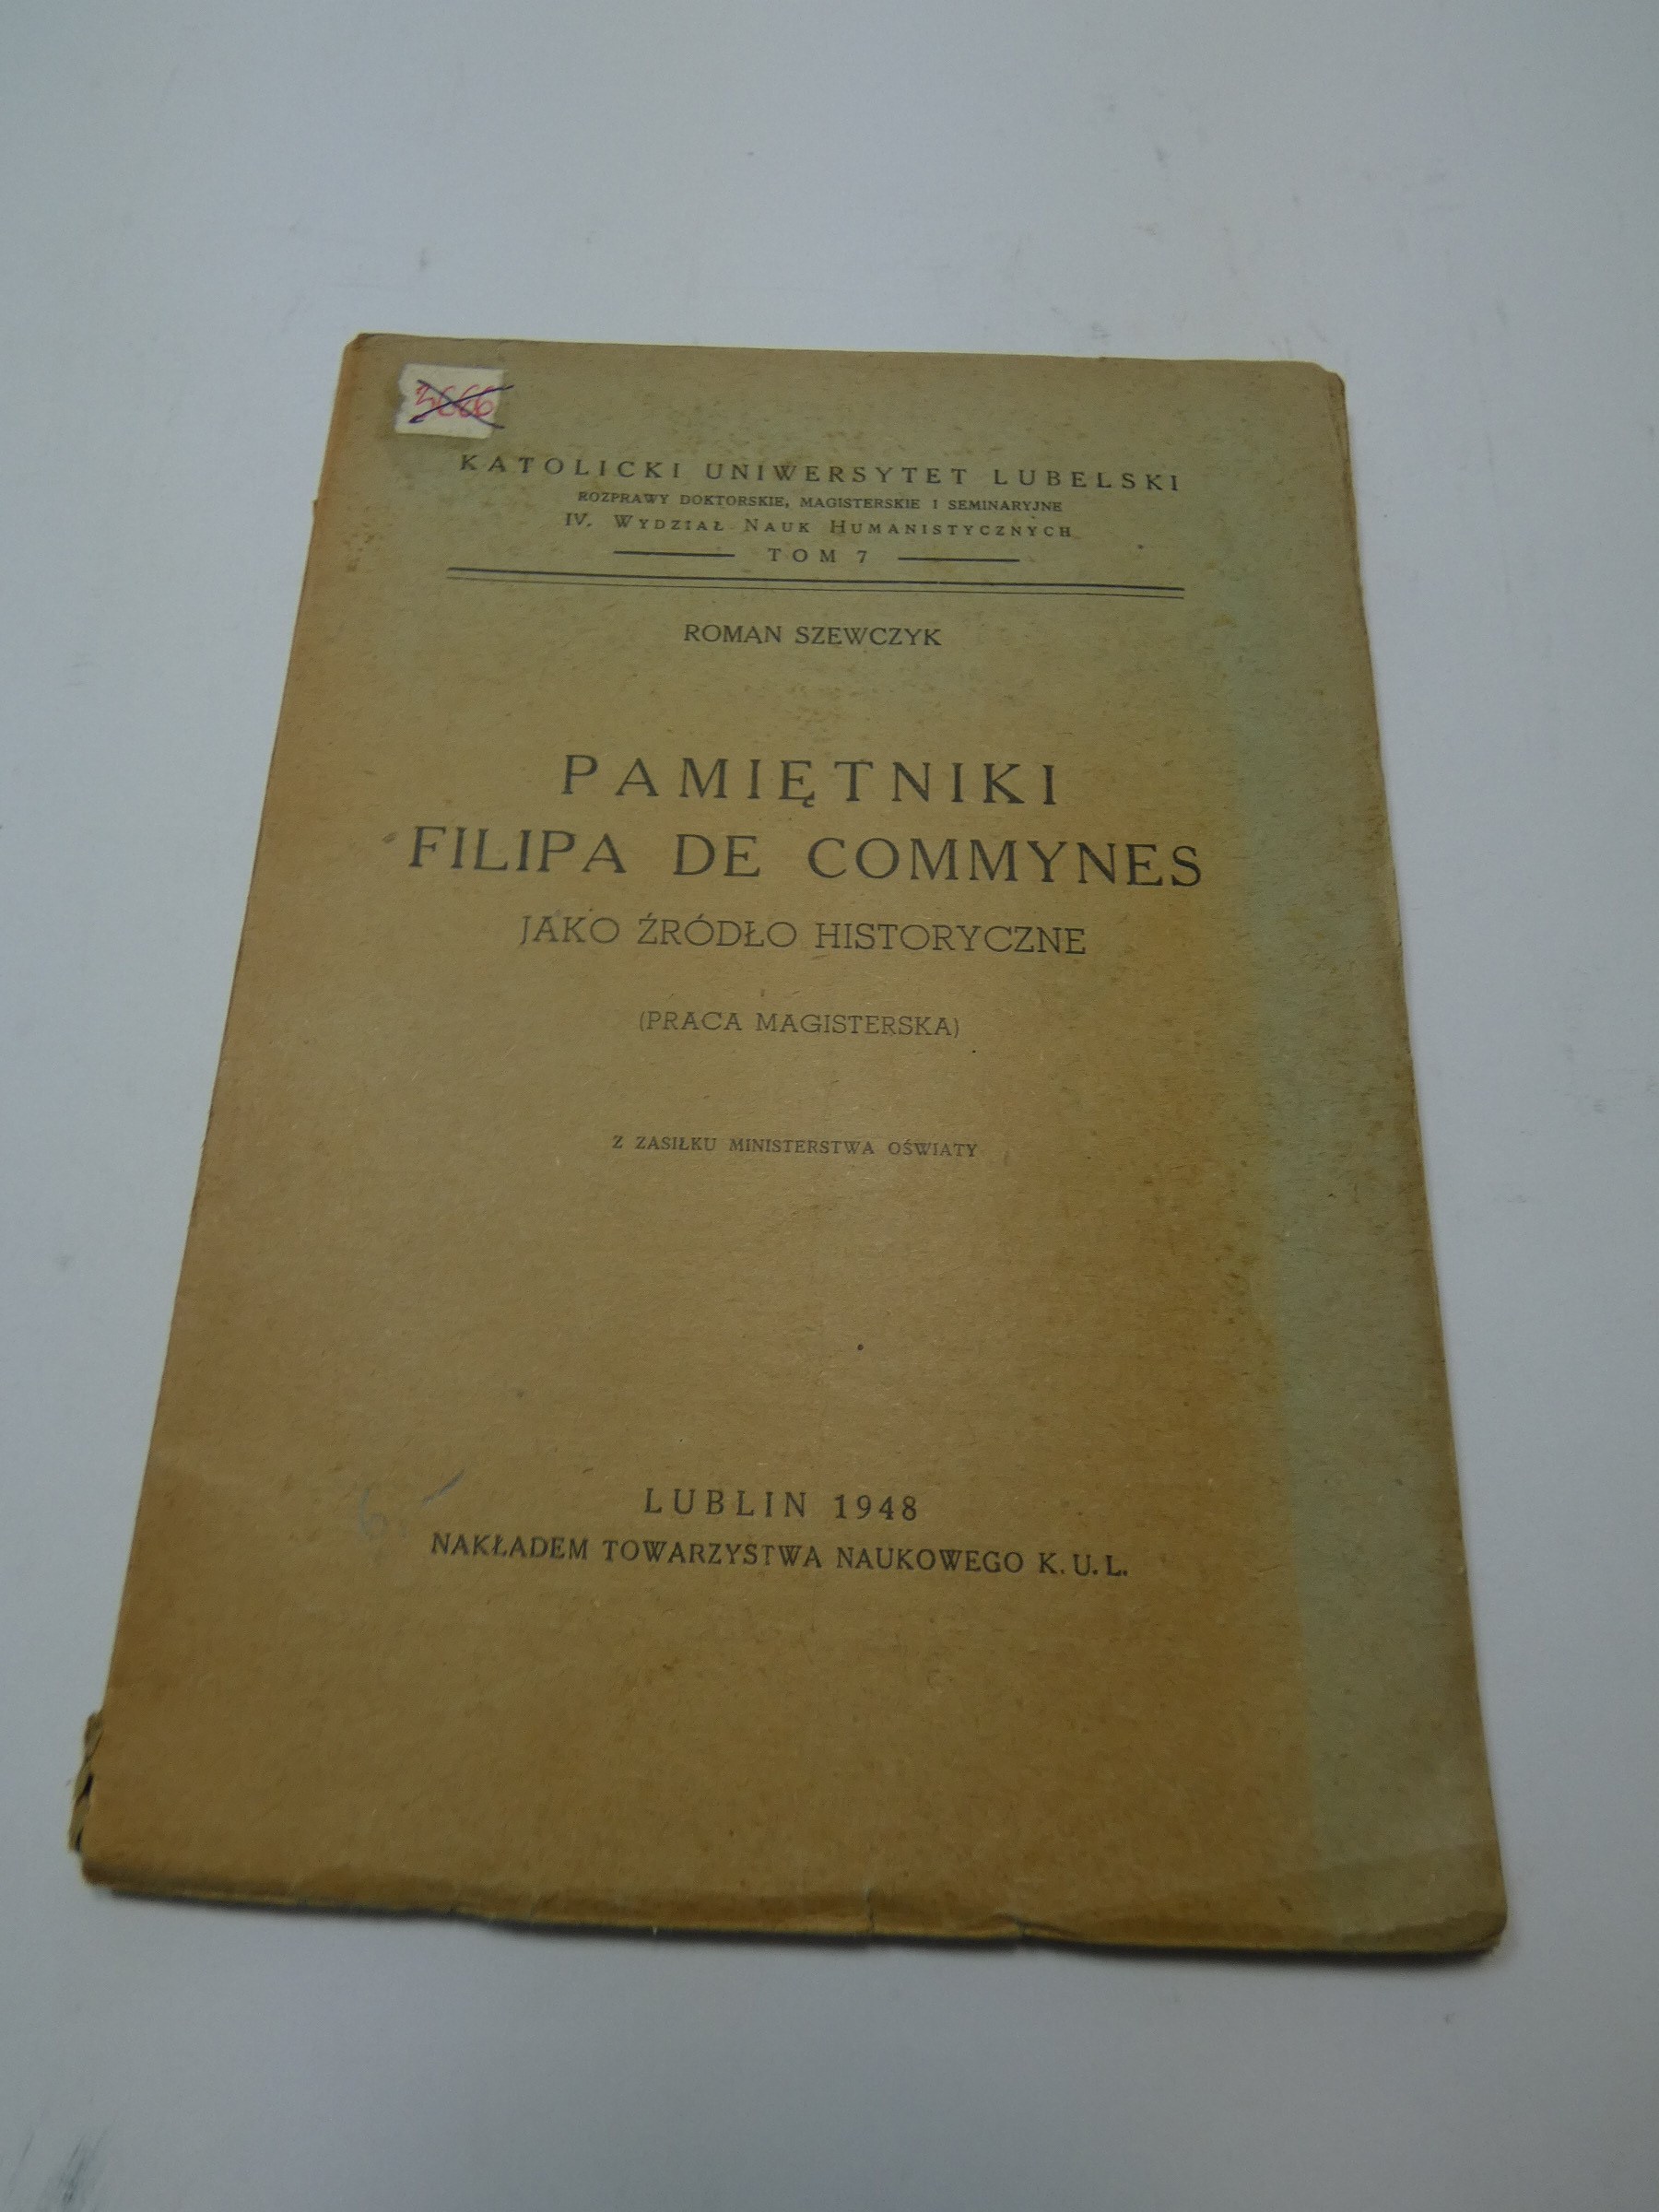 3666
KATOLICKI UNIWERSYTET LUBELSKI
ROZPRAWY DOKTORSKIE, MAGISTERSKIE I SEMINARYJNE
IV. WYDZIAŁ NAUK HUMANISTYCZNYCH
TOM 7
ROMAN SZEWCZYK
PAMIĘTNIKI
FILIPA DE COMMYNES
JAKO ŹRÓDŁO HISTORYCZNE
(PRACA MAGISTERSKA)
Z ZASIŁKU MINISTERSTWA OŚWIATY
LUBLIN 1948
NAKŁADEM TOWARZYSTWA NAUKOWEGO K. U. L.